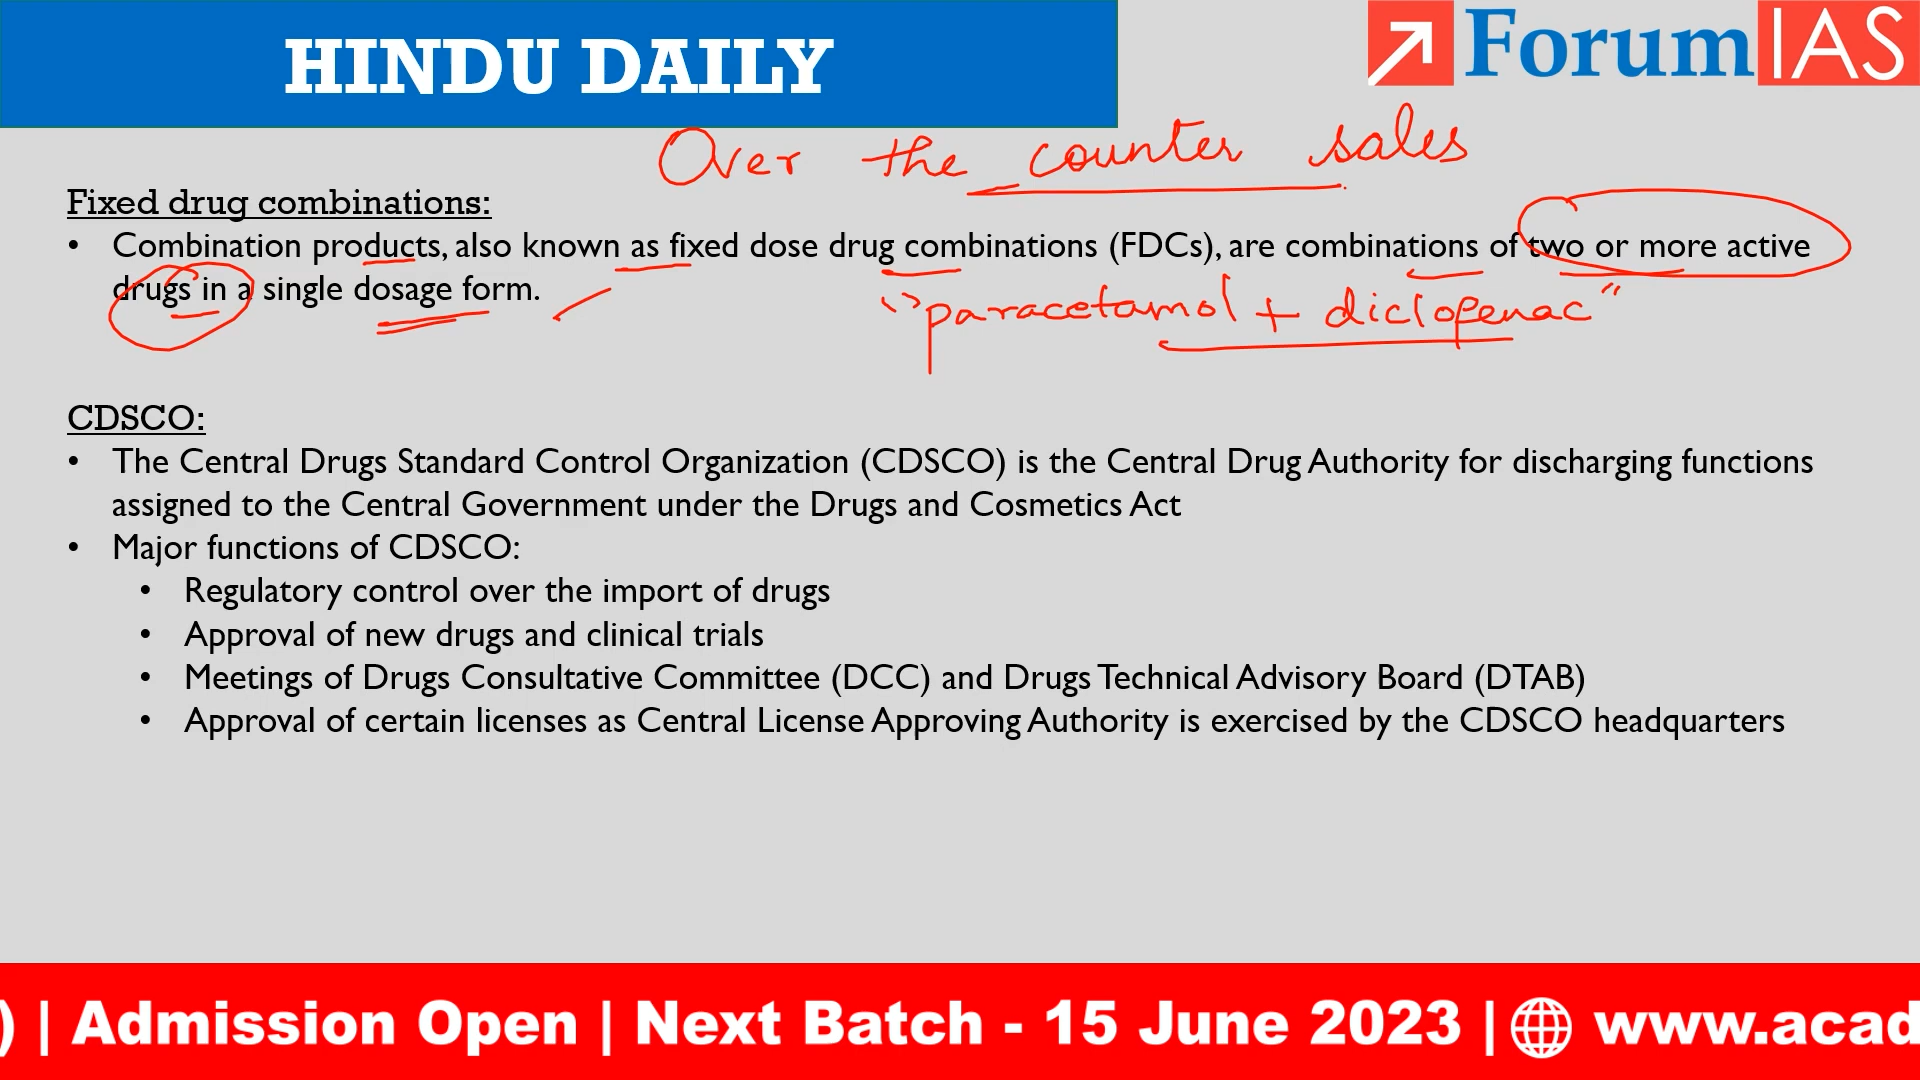 HINDU DAILY
ForumIAS
Over the counter sales
Fixed drug combinations:
• Combination products, also known as fixed dose drug combinations (FDCs), are combinations of two or more active
drugs in a single dosage form.
"paracetamol + diclofenac"
CDSCO:
• The Central Drugs Standard Control Organization (CDSCO) is the Central Drug Authority for discharging functions
assigned to the Central Government under the Drugs and Cosmetics Act
• Major functions of CDSCO:
• Regulatory control over the import of drugs
• Approval of new drugs and clinical trials
• Meetings of Drugs Consultative Committee (DCC) and Drugs Technical Advisory Board (DTAB)
• Approval of certain licenses as Central License Approving Authority is exercised by the CDSCO headquarters
) | Admission Open | Next Batch - 15 June 2023 | www.acad